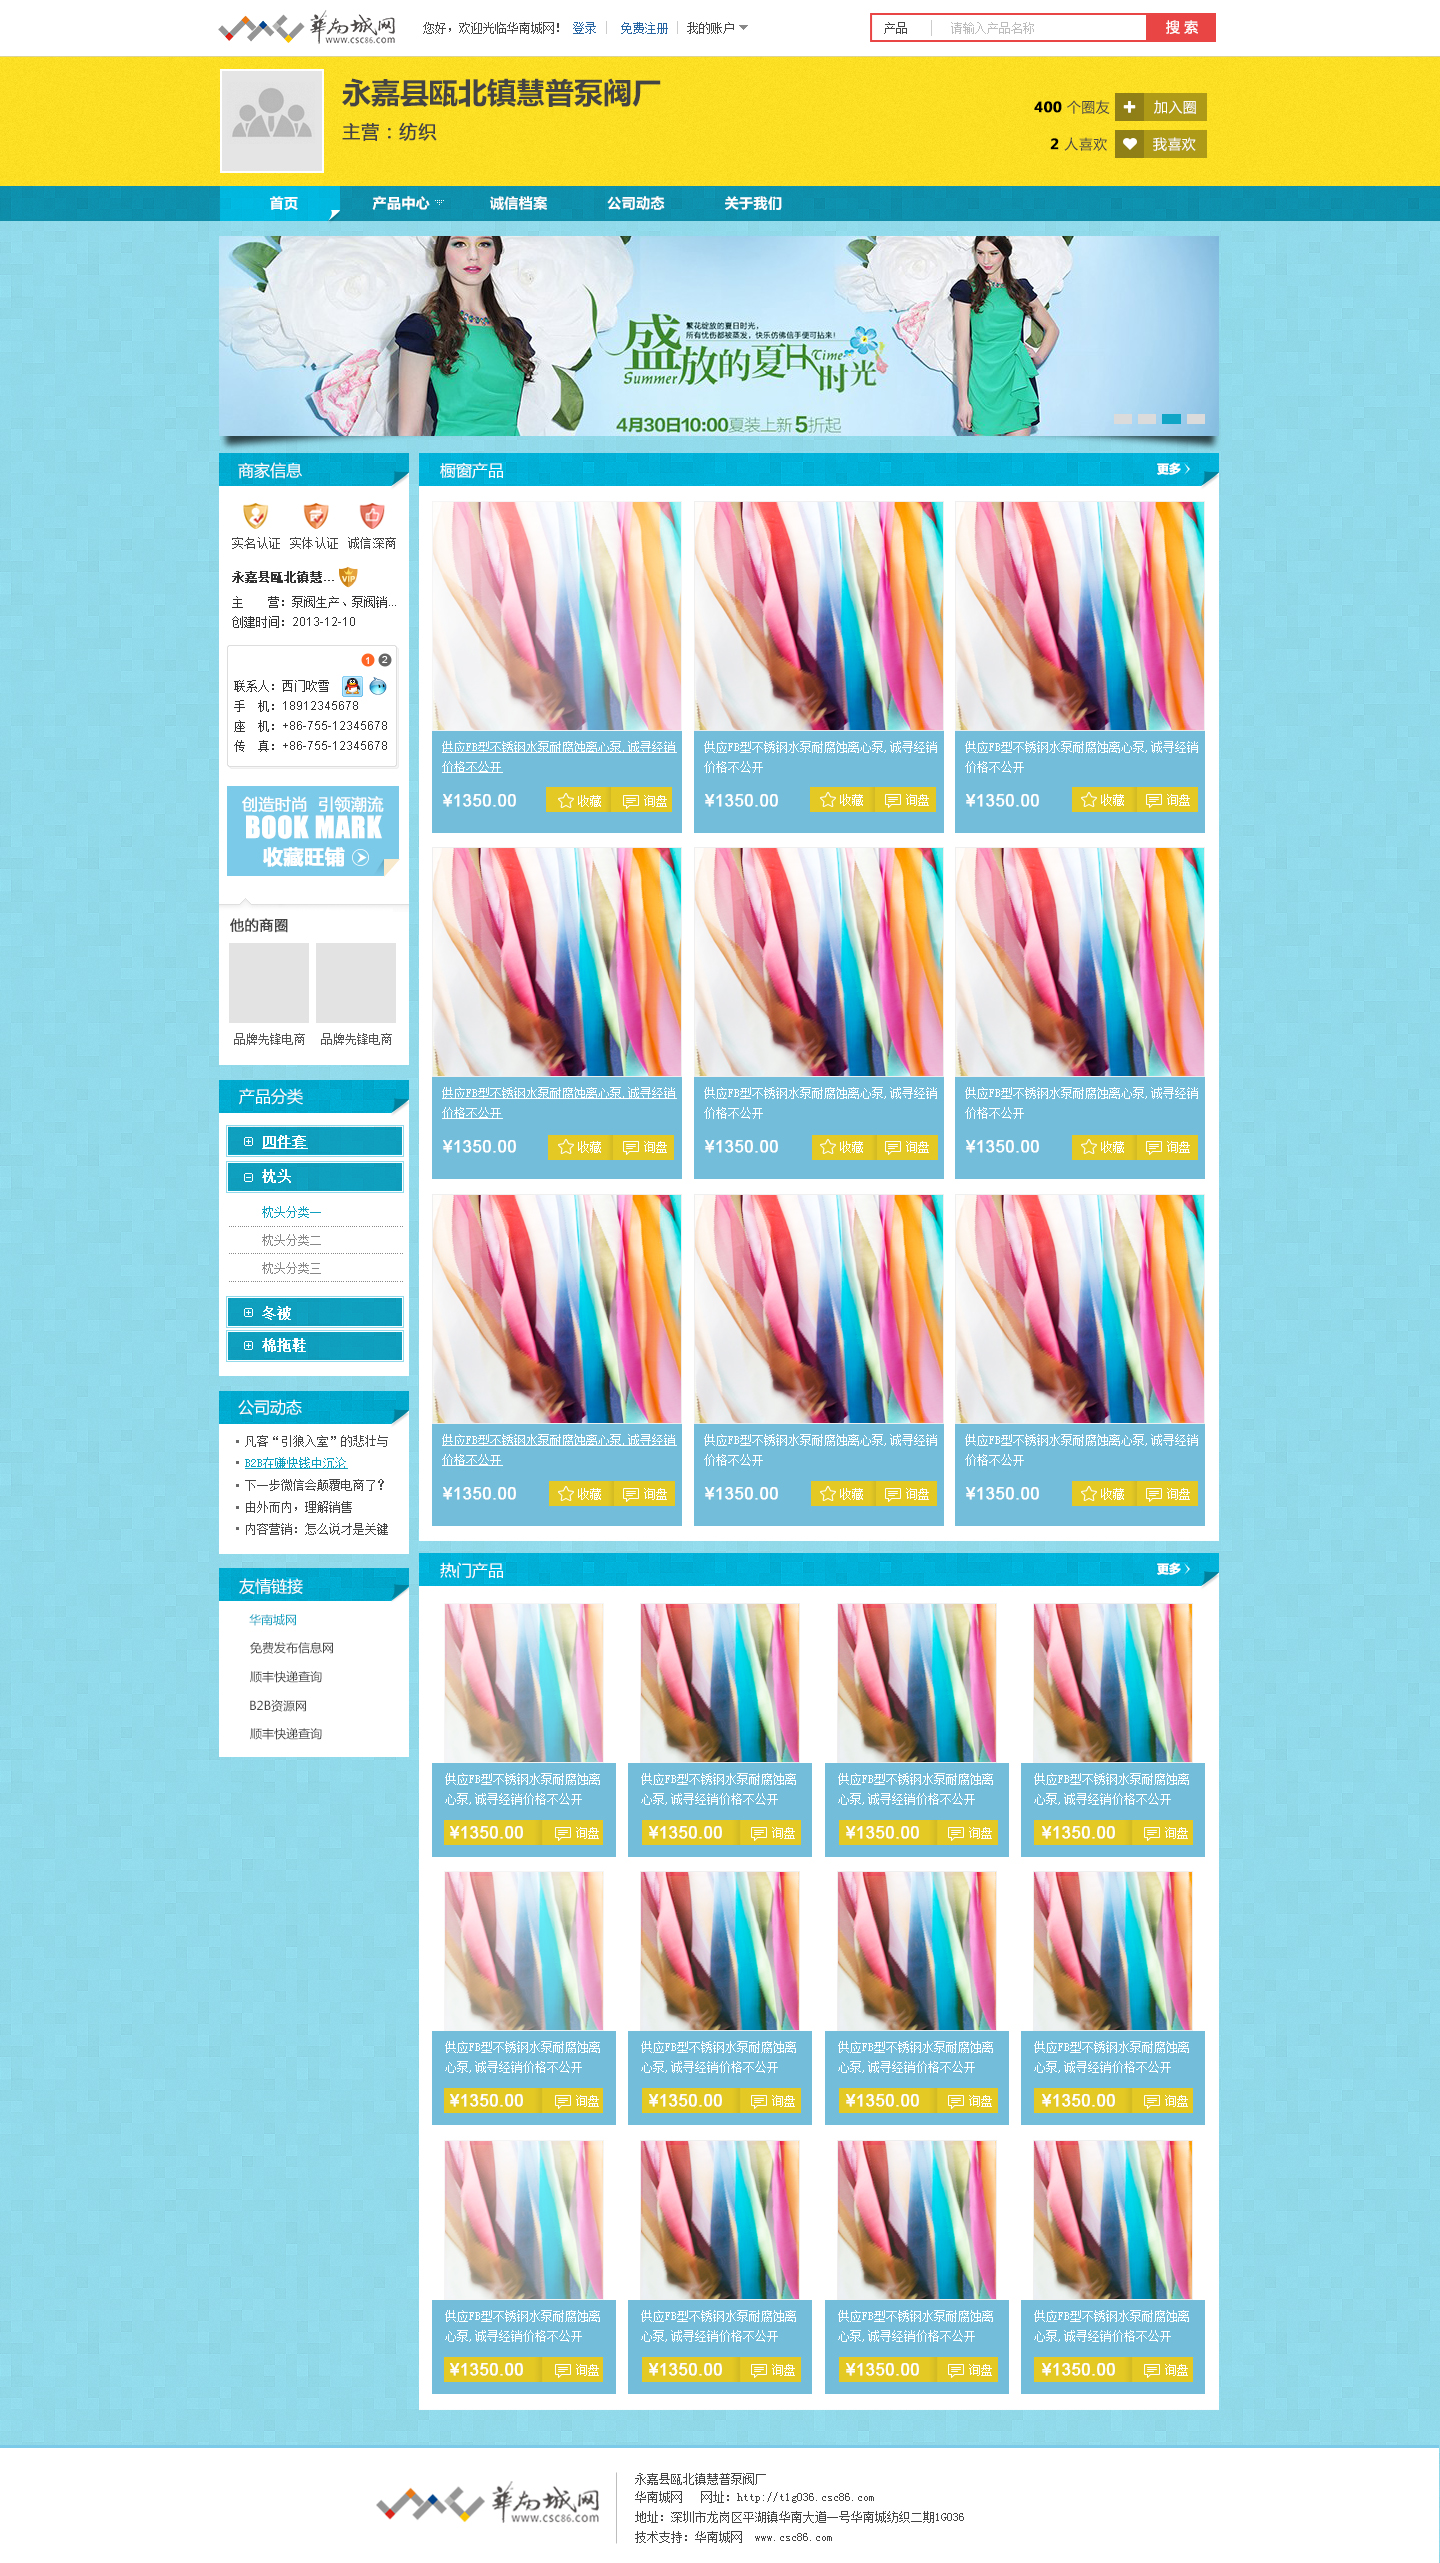 華南城网
www.csc86.com
您好，欢迎光临华南城网！ 登录 免费注册 我的账户
产品 请输入产品名称 搜 索
永嘉县瓯北镇慧普泵阀厂
主营：纺织
400 个圈友 加入圈
2 人喜欢 我喜欢
首页 产品中心 诚信档案 公司动态 关于我们
繁花绽放的夏日时光，
所有忧伤都被蒸发，快乐仿佛信手便可拈来！
盛放的夏日时光
Summer Time
4月30日10:00夏装上新 5折起
商家信息
实名认证 实体认证 诚信深商
永嘉县瓯北镇慧... VIP
主 营：泵阀生产、泵阀销...
创建时间：2013-12-10
1 2
联系人：西门吹雪
手 机：18912345678
座 机：+86-755-12345678
传 真：+86-755-12345678
创造时尚 引领潮流
BOOK MARK
收藏旺铺
他的商圈
品牌先锋电商 品牌先锋电商
产品分类
四件套
枕头
枕头分类一
枕头分类二
枕头分类三
冬被
棉拖鞋
公司动态
凡客“引狼入室”的悲壮与
B2B在赚快钱中沉沦
下一步微信会颠覆电商了？
由外而内，理解销售
内容营销：怎么说才是关键
友情链接
华南城网
免费发布信息网
顺丰快递查询
B2B资源网
顺丰快递查询
橱窗产品 更多
供应FB型不锈钢水泵耐腐蚀离心泵,诚寻经销 供应FB型不锈钢水泵耐腐蚀离心泵,诚寻经销 供应FB型不锈钢水泵耐腐蚀离心泵,诚寻经销
价格不公开 价格不公开 价格不公开
¥1350.00 收藏 询盘 ¥1350.00 收藏 询盘 ¥1350.00 收藏 询盘
供应FB型不锈钢水泵耐腐蚀离心泵,诚寻经销 供应FB型不锈钢水泵耐腐蚀离心泵,诚寻经销 供应FB型不锈钢水泵耐腐蚀离心泵,诚寻经销
价格不公开 价格不公开 价格不公开
¥1350.00 收藏 询盘 ¥1350.00 收藏 询盘 ¥1350.00 收藏 询盘
供应FB型不锈钢水泵耐腐蚀离心泵,诚寻经销 供应FB型不锈钢水泵耐腐蚀离心泵,诚寻经销 供应FB型不锈钢水泵耐腐蚀离心泵,诚寻经销
价格不公开 价格不公开 价格不公开
¥1350.00 收藏 询盘 ¥1350.00 收藏 询盘 ¥1350.00 收藏 询盘
热门产品 更多
供应FB型不锈钢水泵耐腐蚀离 供应FB型不锈钢水泵耐腐蚀离 供应FB型不锈钢水泵耐腐蚀离 供应FB型不锈钢水泵耐腐蚀离
心泵,诚寻经销价格不公开 心泵,诚寻经销价格不公开 心泵,诚寻经销价格不公开 心泵,诚寻经销价格不公开
¥1350.00 询盘 ¥1350.00 询盘 ¥1350.00 询盘 ¥1350.00 询盘
供应FB型不锈钢水泵耐腐蚀离 供应FB型不锈钢水泵耐腐蚀离 供应FB型不锈钢水泵耐腐蚀离 供应FB型不锈钢水泵耐腐蚀离
心泵,诚寻经销价格不公开 心泵,诚寻经销价格不公开 心泵,诚寻经销价格不公开 心泵,诚寻经销价格不公开
¥1350.00 询盘 ¥1350.00 询盘 ¥1350.00 询盘 ¥1350.00 询盘
供应FB型不锈钢水泵耐腐蚀离 供应FB型不锈钢水泵耐腐蚀离 供应FB型不锈钢水泵耐腐蚀离 供应FB型不锈钢水泵耐腐蚀离
心泵,诚寻经销价格不公开 心泵,诚寻经销价格不公开 心泵,诚寻经销价格不公开 心泵,诚寻经销价格不公开
¥1350.00 询盘 ¥1350.00 询盘 ¥1350.00 询盘 ¥1350.00 询盘
華南城网
www.csc86.com
永嘉县瓯北镇慧普泵阀厂
华南城网 网址：http://t1g036.csc86.com
地址：深圳市龙岗区平湖镇华南大道一号华南城纺织二期1G036
技术支持：华南城网 www.csc86.com